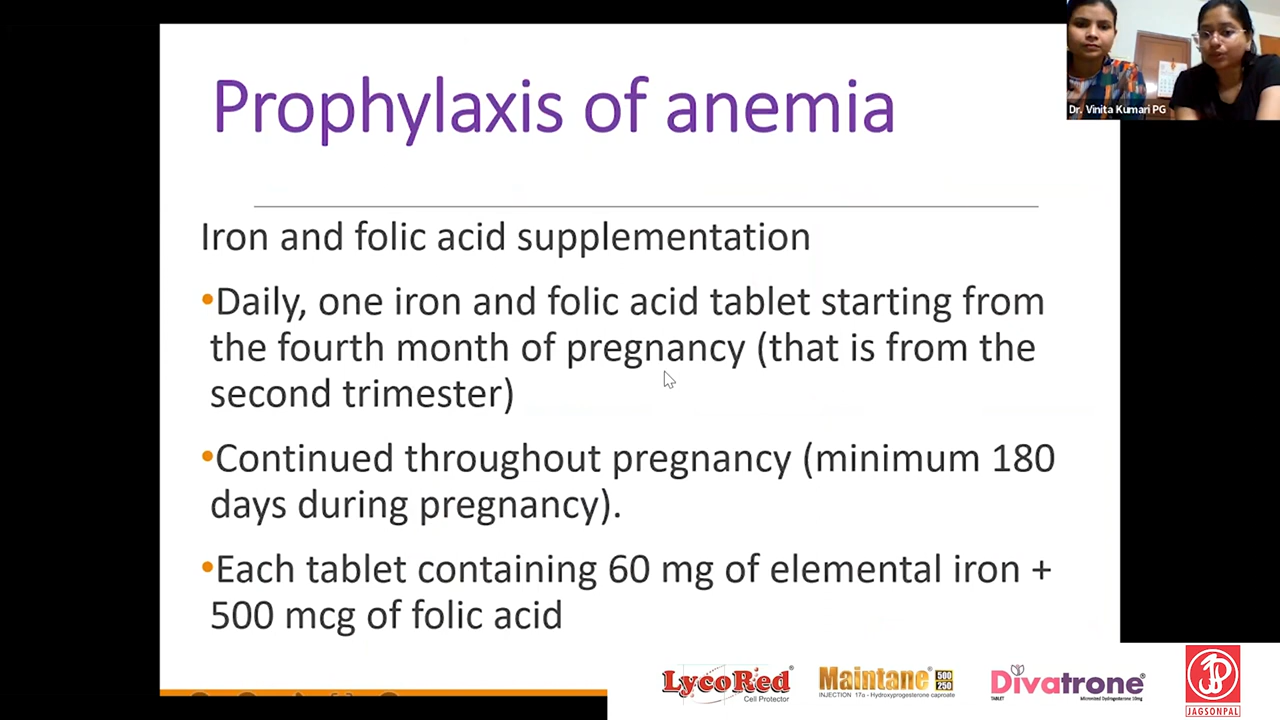 Prophylaxis of anemia
Dr. Vinita Kumari PG
Iron and folic acid supplementation
•Daily, one iron and folic acid tablet starting from
the fourth month of pregnancy (that is from the
second trimester)
•Continued throughout pregnancy (minimum 180
days during pregnancy).
•Each tablet containing 60 mg of elemental iron +
500 mcg of folic acid
LycoRed®
Cell Protector
Maintane® 500 250
INJECTION 17α - Hydroxyprogesterone caproate
Divatrone®
TABLET Micronized Dydrogesterone 10mg
JAGSONPAL